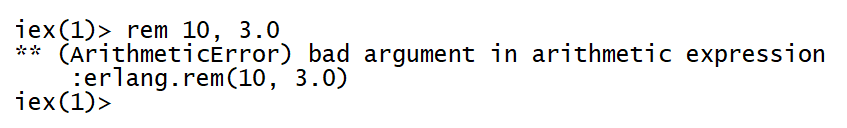 iex(1)> rem 10, 3.0
** (ArithmeticError) bad argument in arithmetic expression
    :erlang.rem(10, 3.0)
iex(1)>